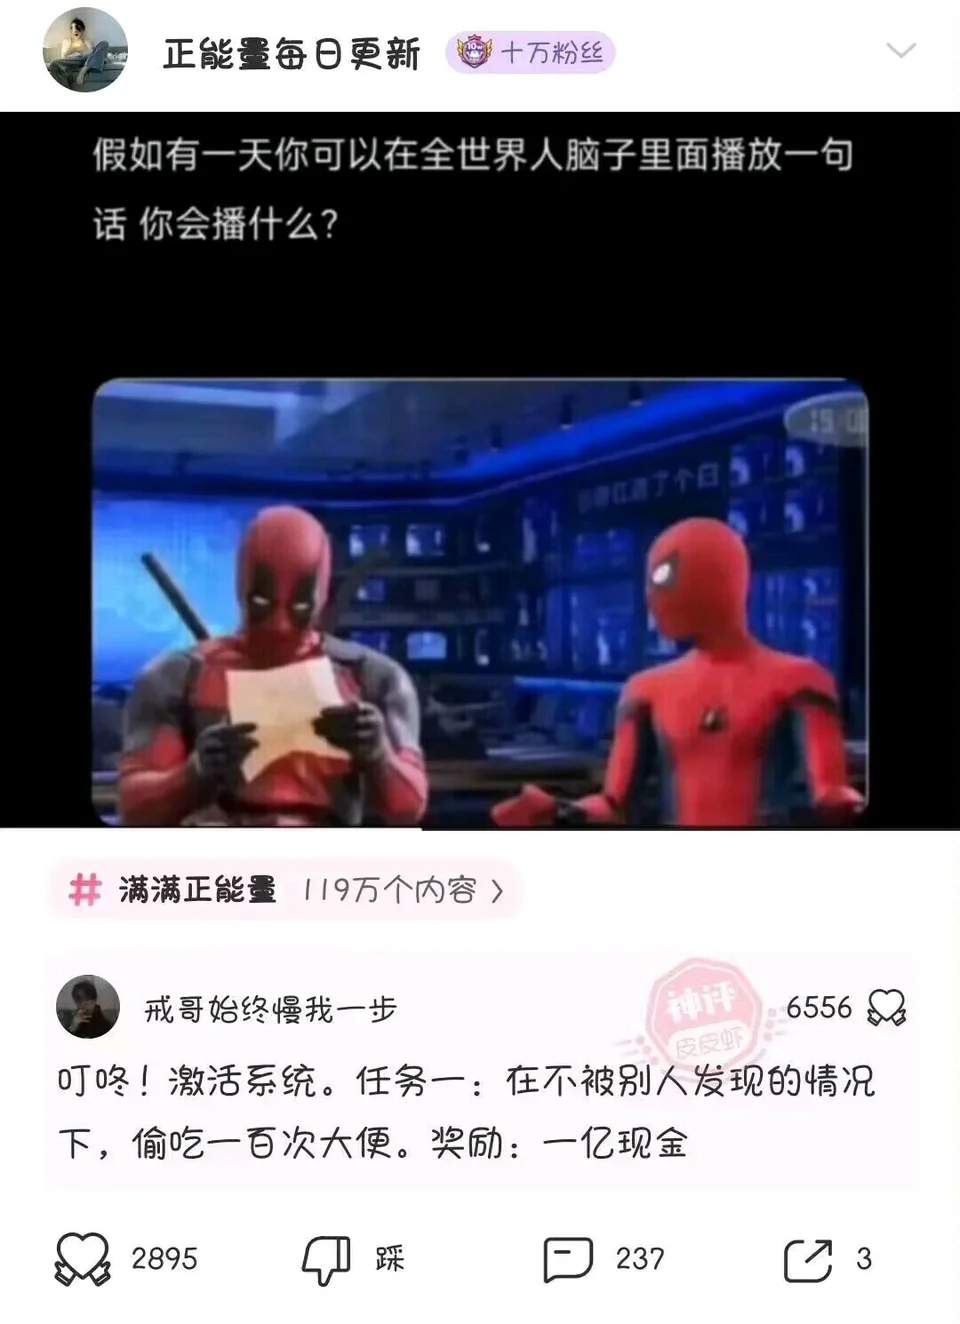 正能量每日更新
十万粉丝
假如有一天你可以在全世界人脑子里面播放一句
话 你会播什么?
# 满满正能量 119万个内容 >
戒哥始终慢我一步
神评
皮皮虾
6556
叮咚！激活系统。任务一：在不被别人发现的情况
下，偷吃一百次大便。奖励：一亿现金
2895
踩
237
3